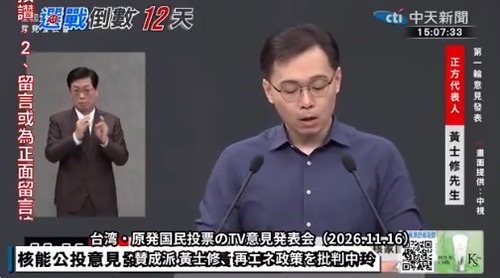 選戰倒數 12 天
cti 中天新聞
15:07:33
2、留言或為正面留言
第一輪意見發表
正方代表人
黃士修先生
畫面提供：中視
台湾・原発国民投票のTV意見発表会（2026.11.16）
核能公投意見發
賛成派 黃士修、再エネ政策を批判